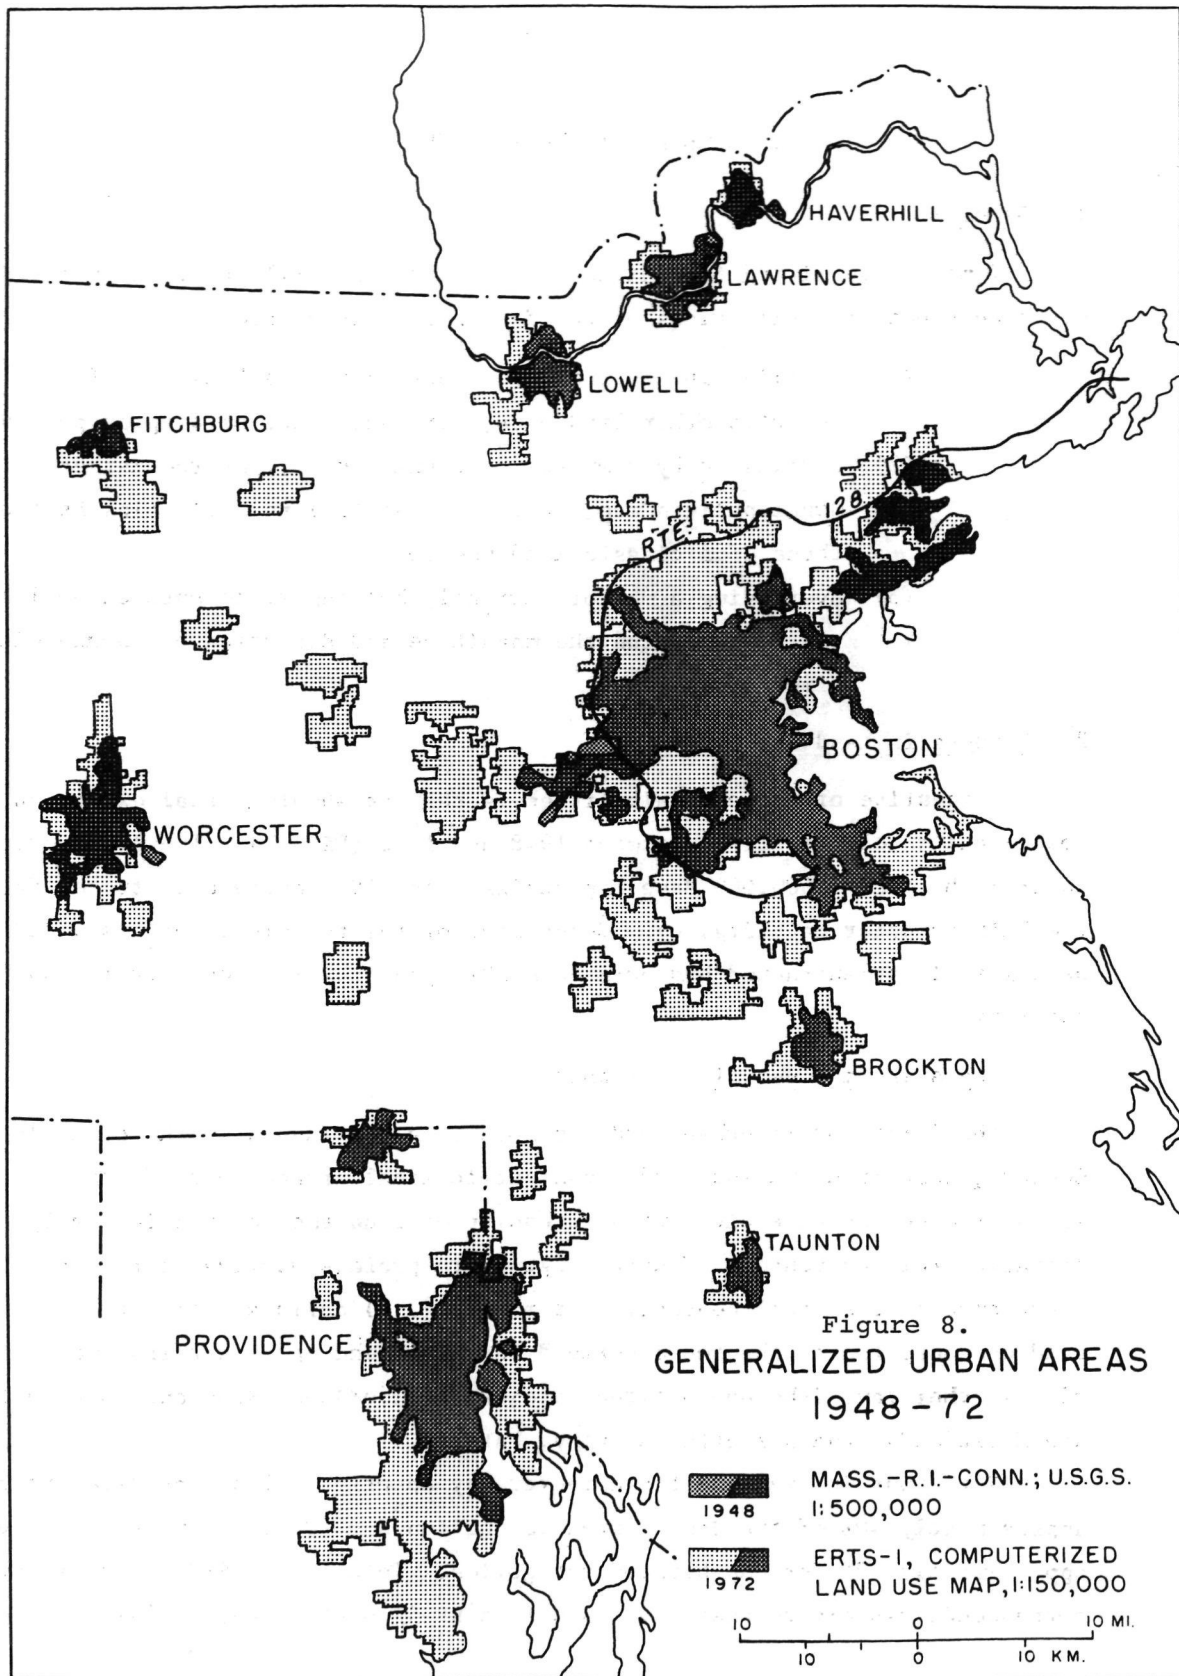 HAVERHILL
LAWRENCE
LOWELL
FITCHBURG
RTE. 128
BOSTON
WORCESTER
BROCKTON
TAUNTON
PROVIDENCE
Figure 8.
GENERALIZED URBAN AREAS
1948-72
1948
MASS.-R.I.-CONN.; U.S.G.S.
1:500,000
1972
ERTS-1, COMPUTERIZED
LAND USE MAP, 1:150,000
10 0 10 MI.
10 0 10 KM.